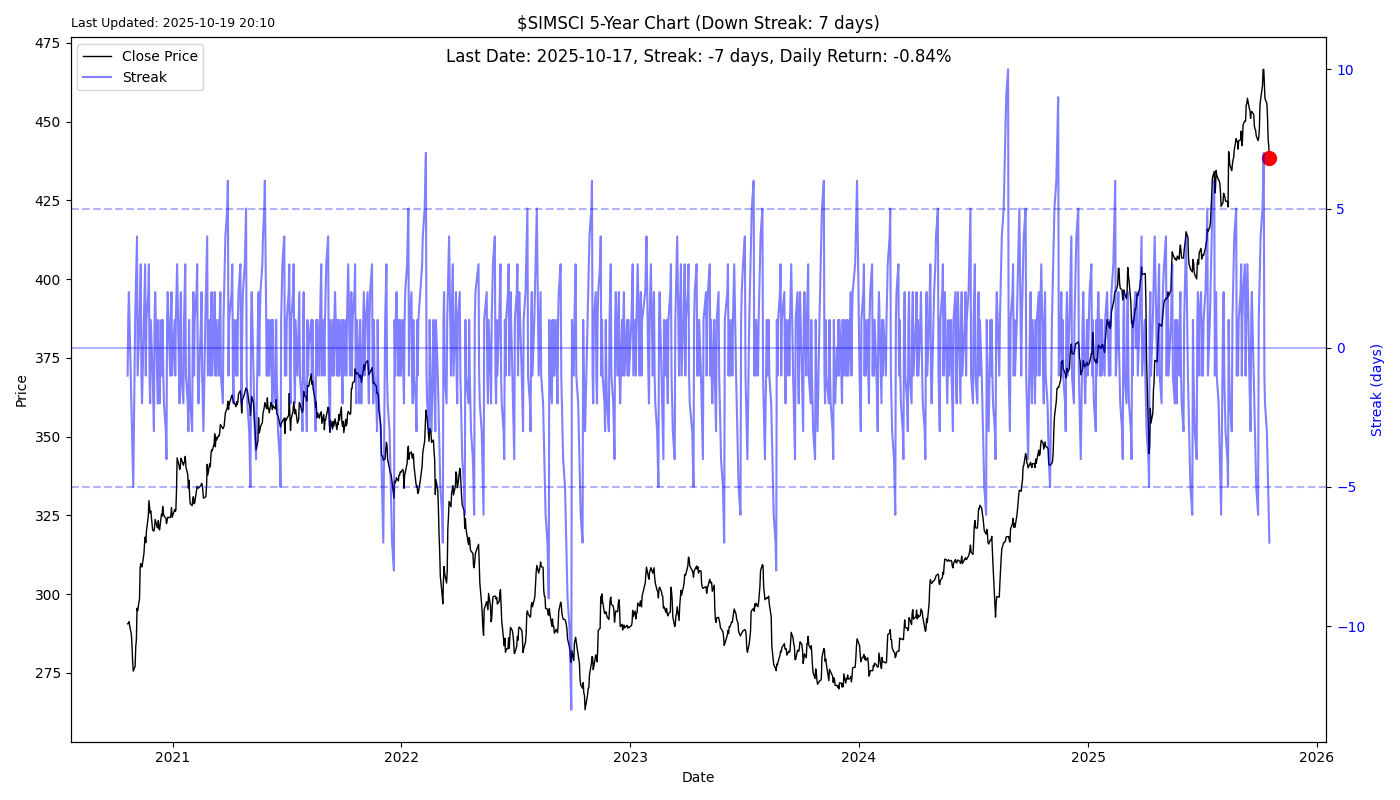 Last Updated: 2025-10-19 20:10
$SIMSCI 5-Year Chart (Down Streak: 7 days)
Last Date: 2025-10-17, Streak: -7 days, Daily Return: -0.84%
Close Price
Streak
475
450
425
400
375
350
325
300
275
Price
10
5
0
−5
−10
Streak (days)
2021
2022
2023
2024
2025
2026
Date